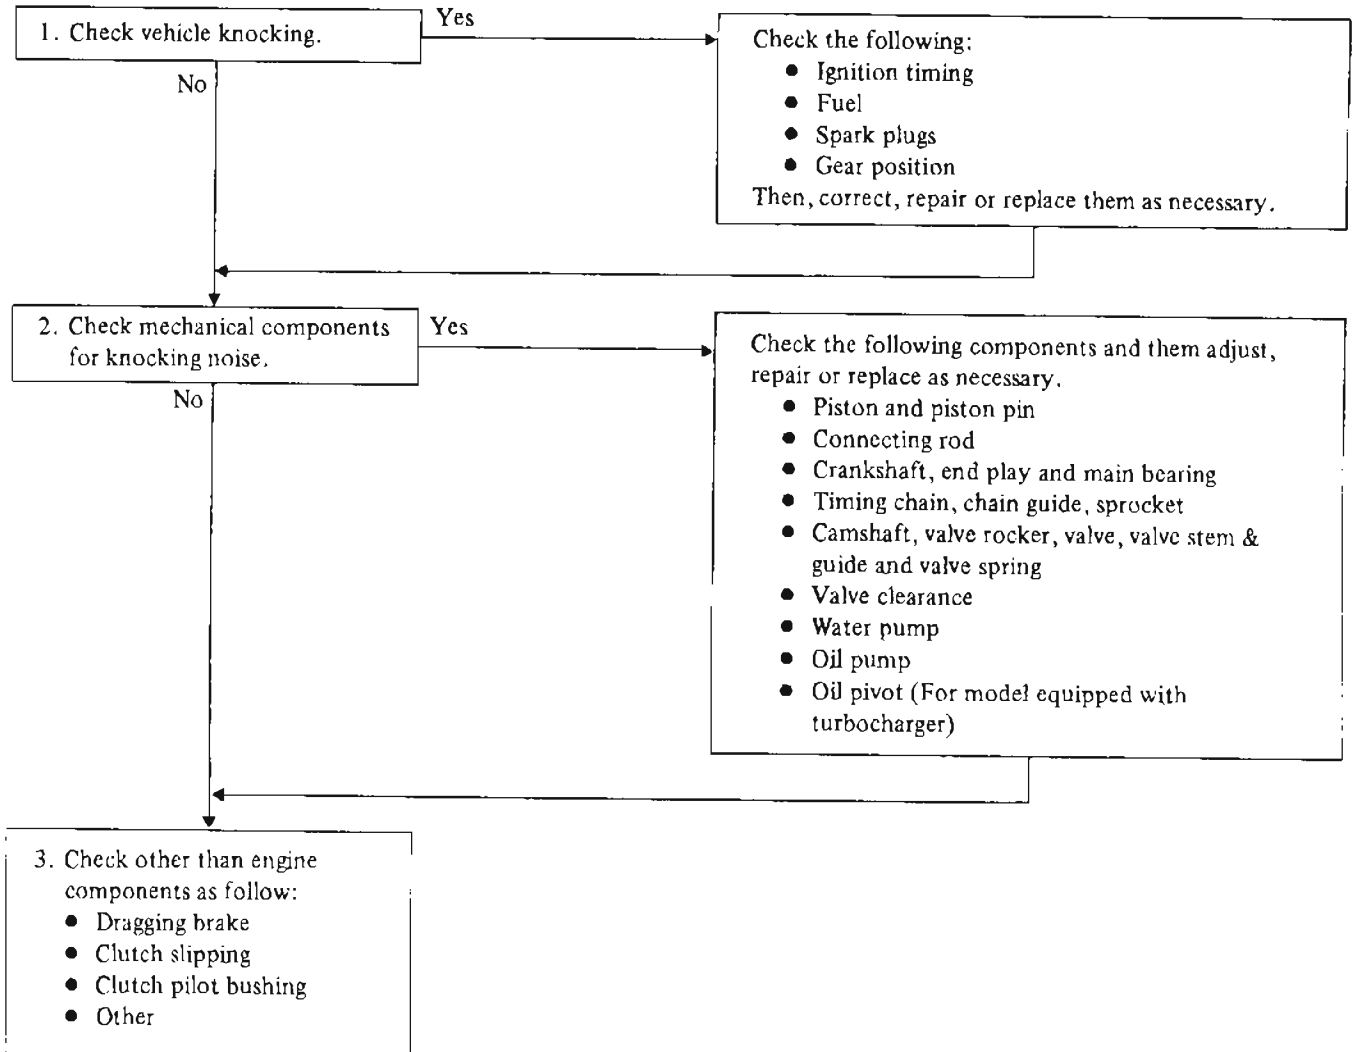 1. Check vehicle knocking.
Yes
No
Check the following:
● Ignition timing
● Fuel
● Spark plugs
● Gear position
Then, correct, repair or replace them as necessary.
2. Check mechanical components
for knocking noise.
Yes
No
Check the following components and them adjust,
repair or replace as necessary.
● Piston and piston pin
● Connecting rod
● Crankshaft, end play and main bearing
● Timing chain, chain guide, sprocket
● Camshaft, valve rocker, valve, valve stem &
guide and valve spring
● Valve clearance
● Water pump
● Oil pump
● Oil pivot (For model equipped with
turbocharger)
3. Check other than engine
components as follow:
● Dragging brake
● Clutch slipping
● Clutch pilot bushing
● Other